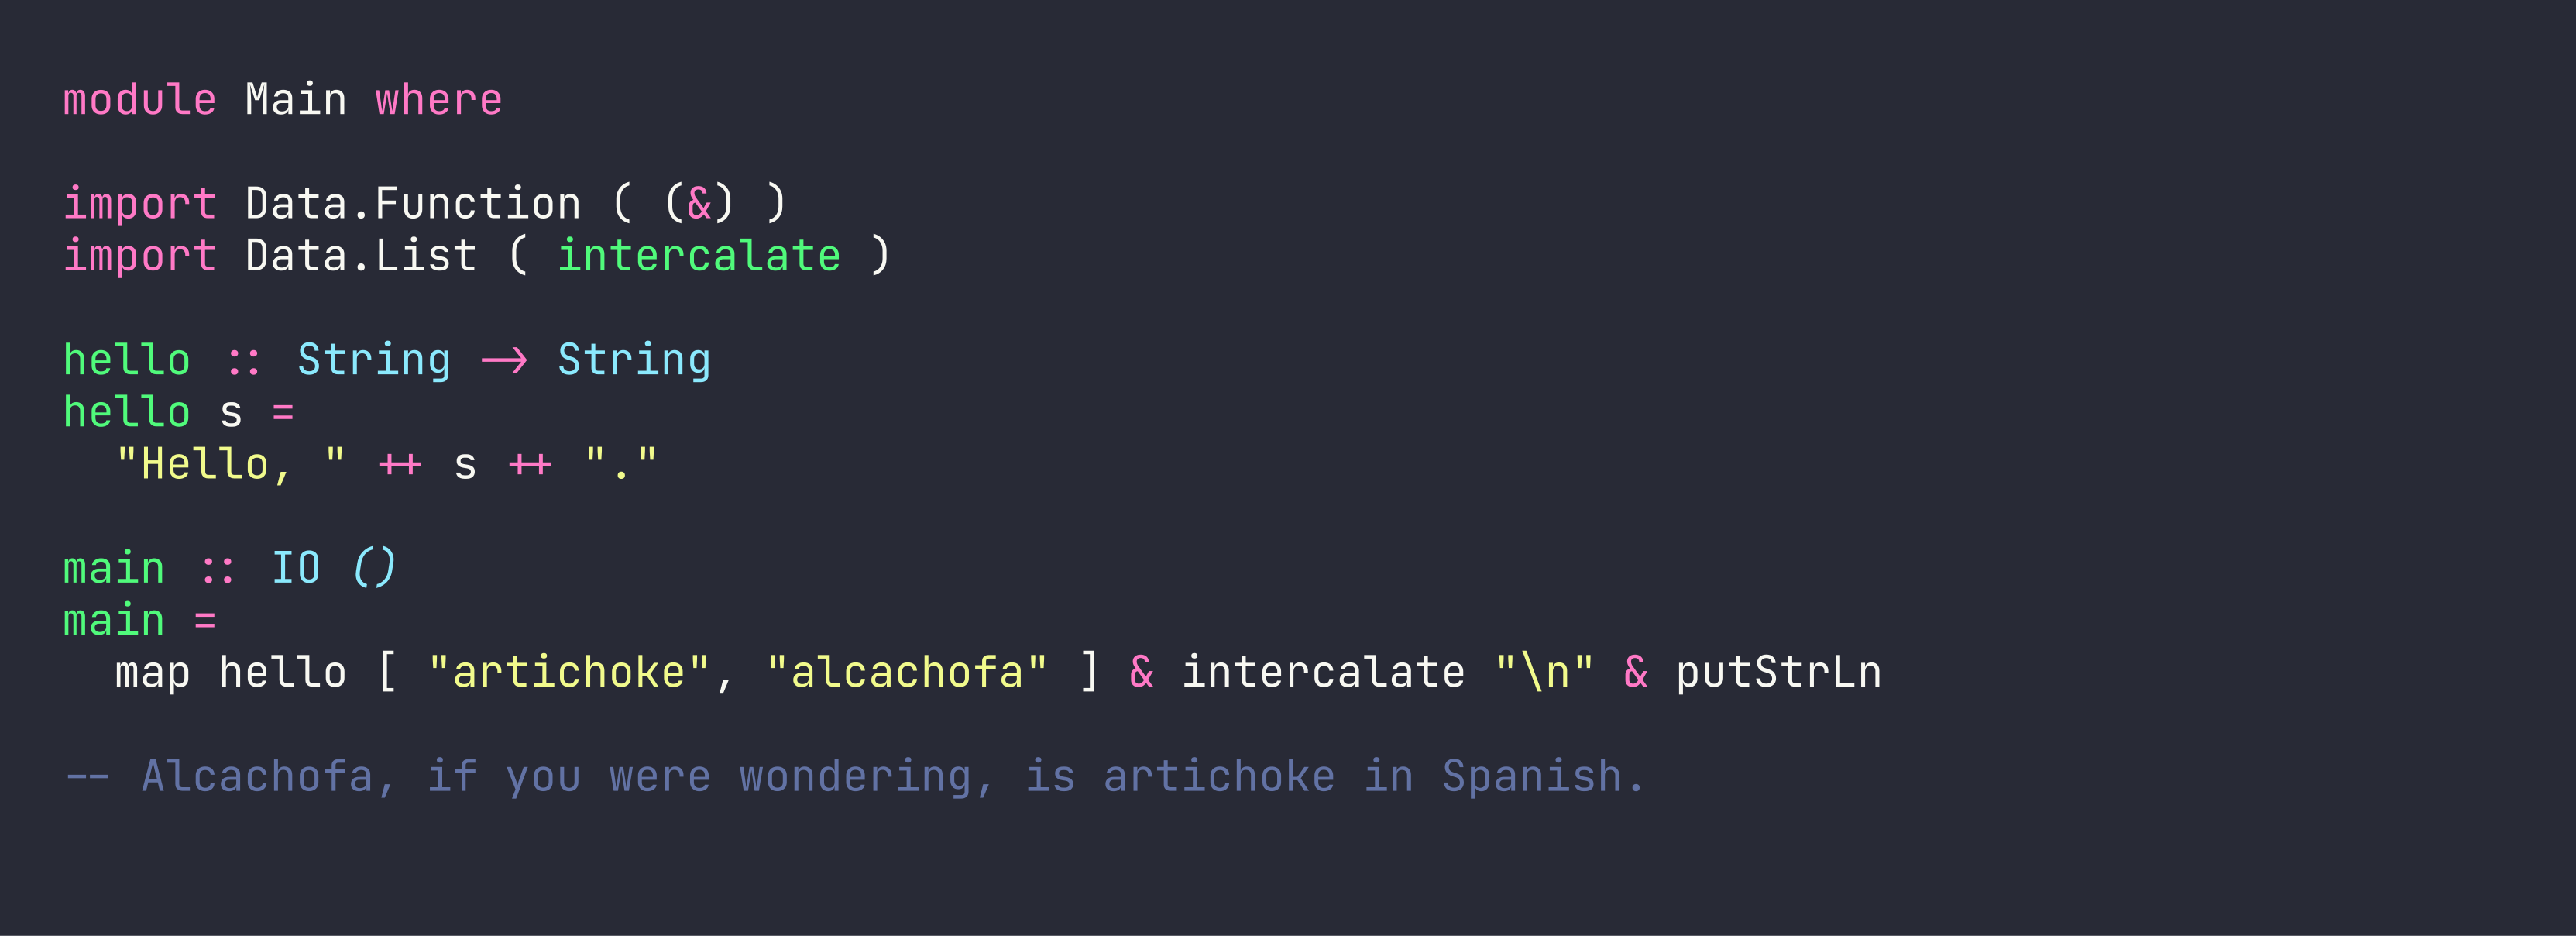 module Main where
import Data.Function ( (&) )
import Data.List ( intercalate )
hello :: String -> String
hello s =
  "Hello, " ++ s ++ "."
main :: IO ()
main =
  map hello [ "artichoke", "alcachofa" ] & intercalate "\n" & putStrLn
-- Alcachofa, if you were wondering, is artichoke in Spanish.